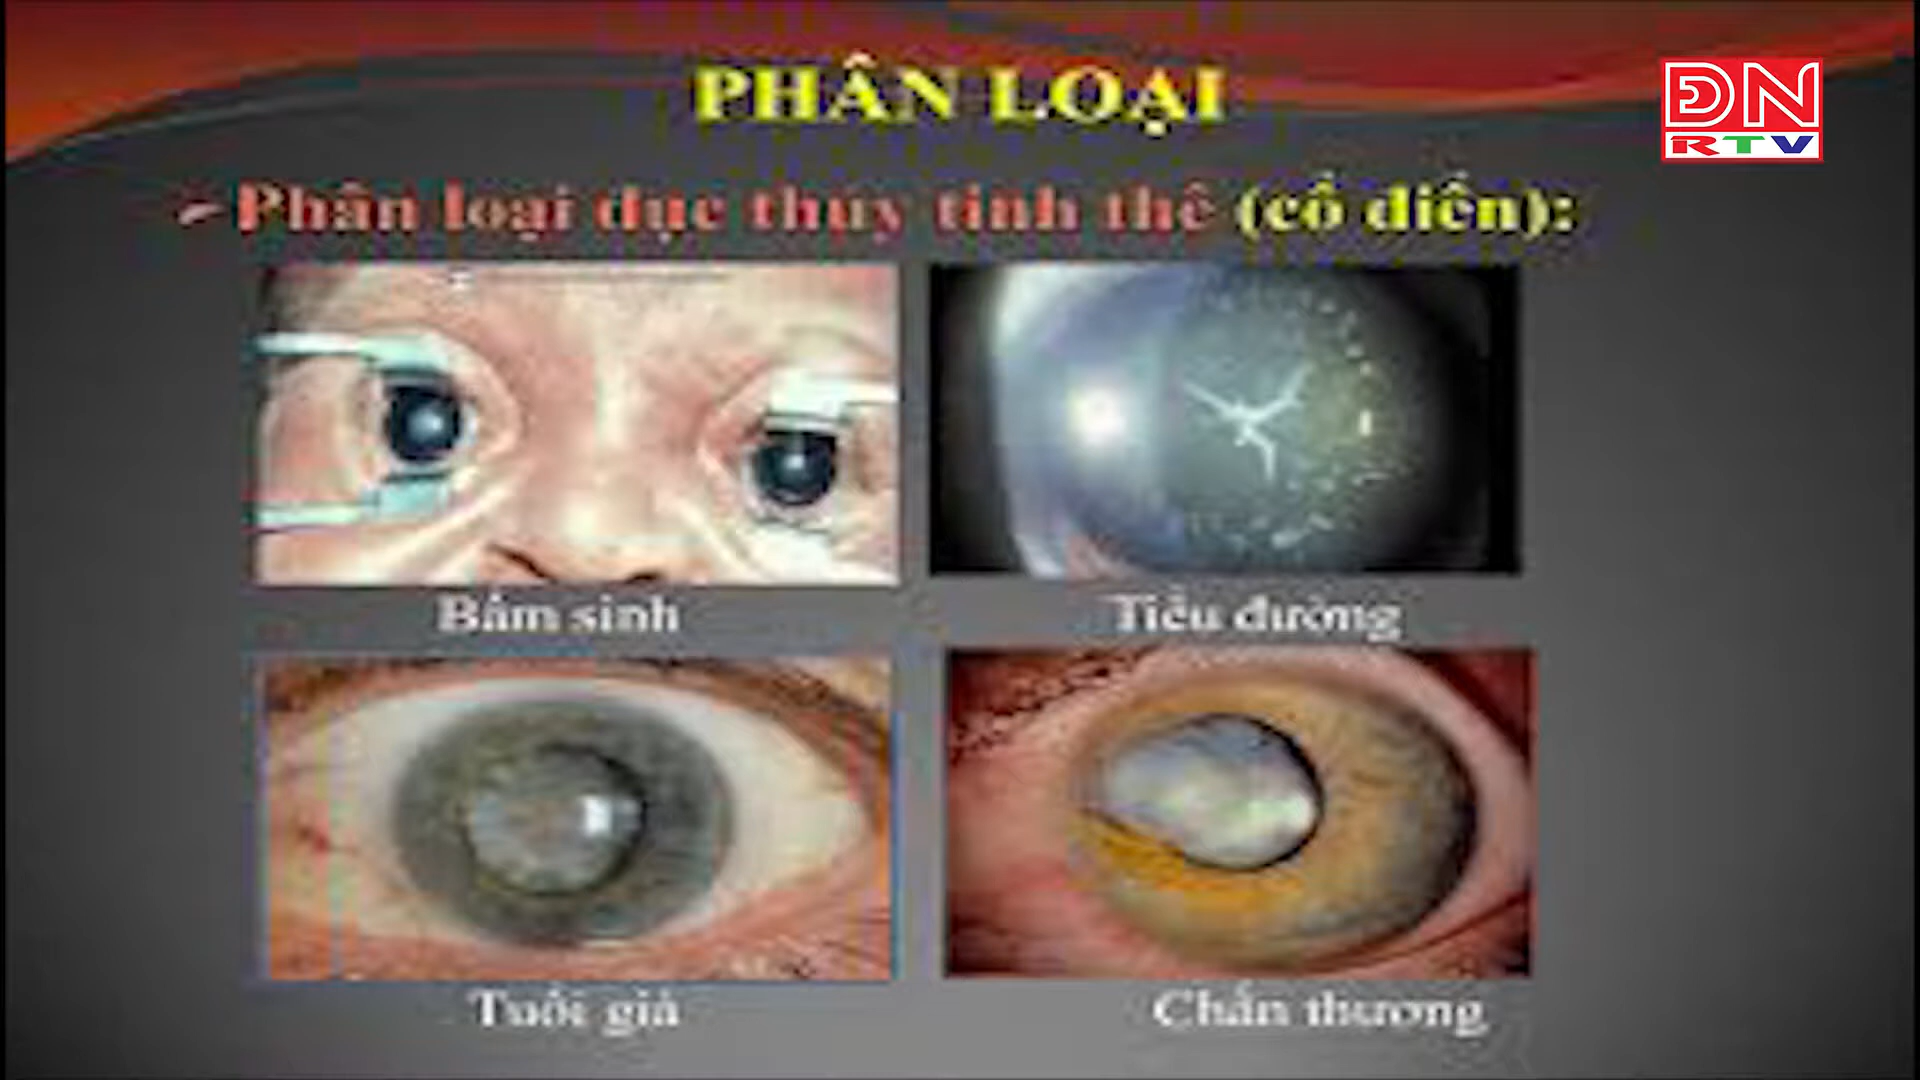 PHÂN LOẠI
ĐN
RTV
Phân loại đục thủy tinh thể (cổ điển):
Bẩm sinh
Tiểu đường
Tuổi già
Chấn thương